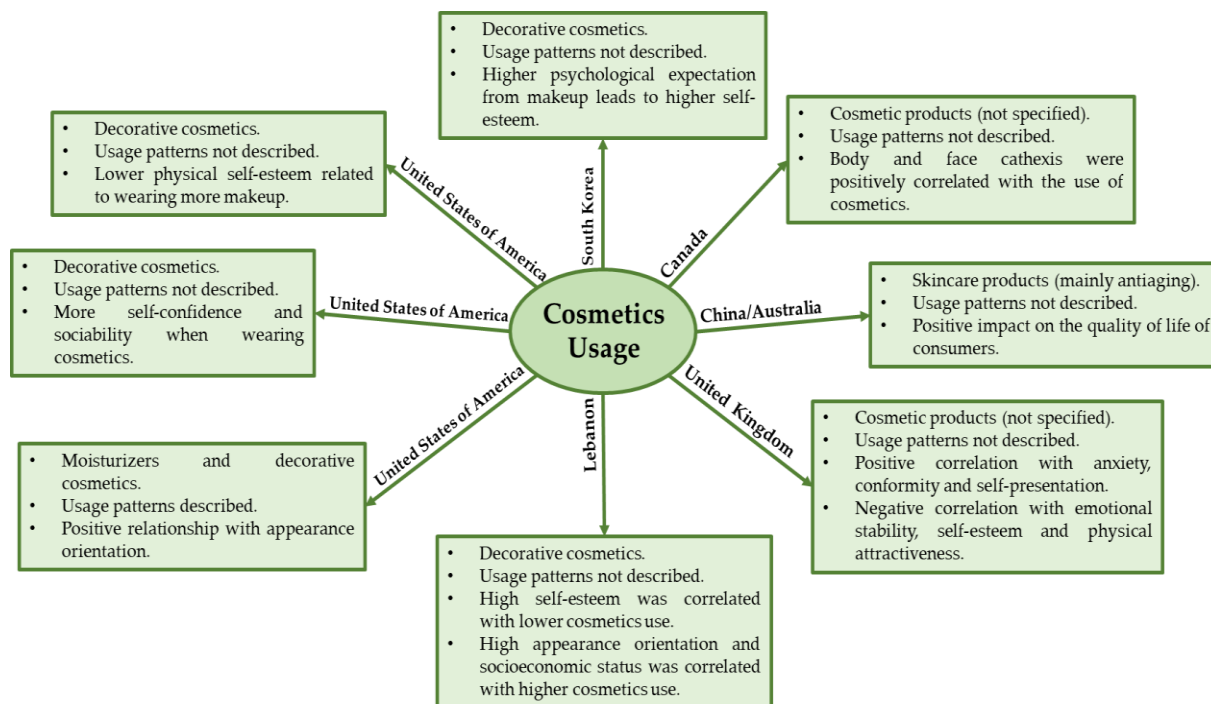 • Decorative cosmetics.
• Usage patterns not described.
• Higher psychological expectation
from makeup leads to higher self-
esteem.
• Decorative cosmetics.
• Usage patterns not described.
• Lower physical self-esteem related
to wearing more makeup.
• Cosmetic products (not specified).
• Usage patterns not described.
• Body and face cathexis were
positively correlated with the use of
cosmetics.
United States of America
South Korea
Canada
• Decorative cosmetics.
• Usage patterns not described.
• More self-confidence and
sociability when wearing
cosmetics.
United States of America
Cosmetics
Usage
China/Australia
• Skincare products (mainly antiaging).
• Usage patterns not described.
• Positive impact on the quality of life of
consumers.
United States of America
Lebanon
United Kingdom
• Moisturizers and decorative
cosmetics.
• Usage patterns described.
• Positive relationship with appearance
orientation.
• Cosmetic products (not specified).
• Usage patterns not described.
• Positive correlation with anxiety,
conformity and self-presentation.
• Negative correlation with emotional
stability, self-esteem and physical
attractiveness.
• Decorative cosmetics.
• Usage patterns not described.
• High self-esteem was correlated
with lower cosmetics use.
• High appearance orientation and
socioeconomic status was correlated
with higher cosmetics use.